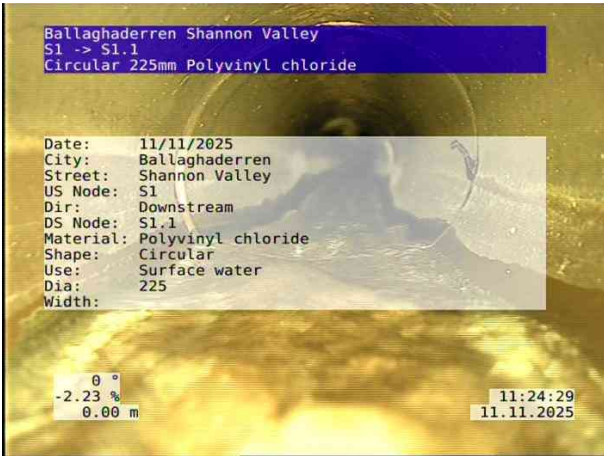 Ballaghaderren Shannon Valley
S1 -> S1.1
Circular 225mm Polyvinyl chloride
Date: 11/11/2025
City: Ballaghaderren
Street: Shannon Valley
US Node: S1
Dir: Downstream
DS Node: S1.1
Material: Polyvinyl chloride
Shape: Circular
Use: Surface water
Dia: 225
Width:
0 °
-2.23 %
0.00 m
11:24:29
11.11.2025